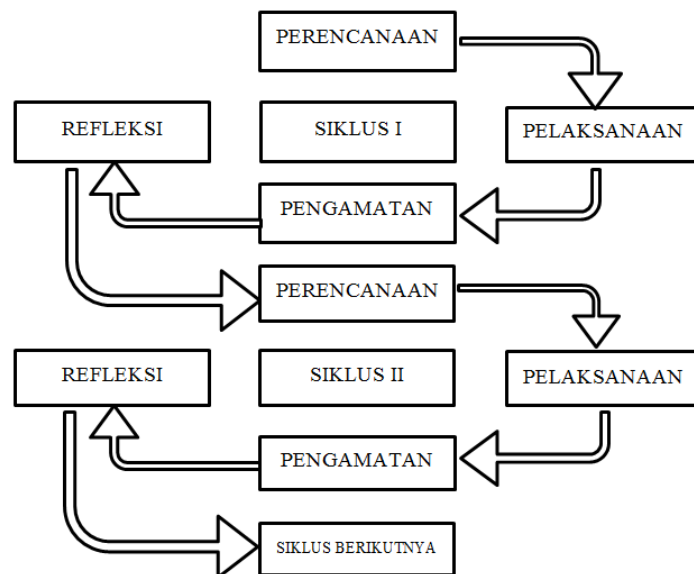 PERENCANAAN
REFLEKSI
SIKLUS I
PELAKSANAAN
PENGAMATAN
PERENCANAAN
REFLEKSI
SIKLUS II
PELAKSANAAN
PENGAMATAN
SIKLUS BERIKUTNYA